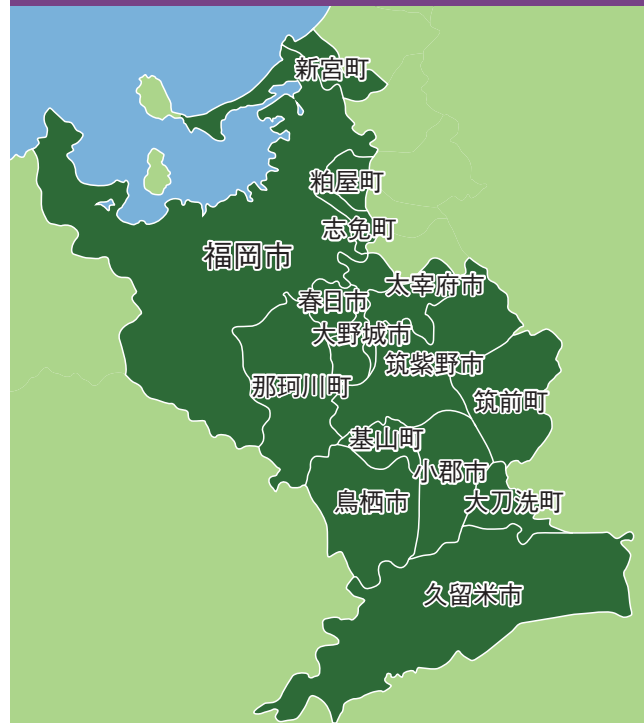 新宮町
粕屋町
志免町
福岡市
太宰府市
春日市
大野城市
筑紫野市
那珂川町
筑前町
基山町
小郡市
鳥栖市
大刀洗町
久留米市